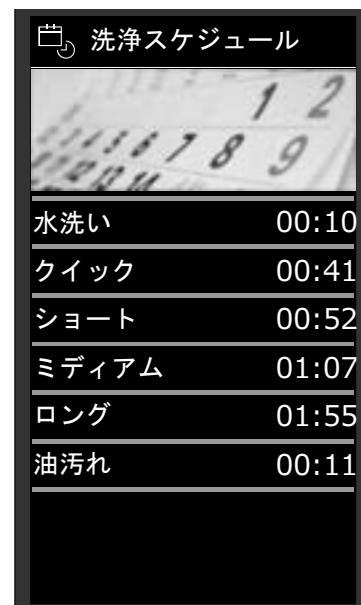 洗浄スケジュール
1 2
7 8 9
水洗い 00:10
クイック 00:41
ショート 00:52
ミディアム 01:07
ロング 01:55
油汚れ 00:11